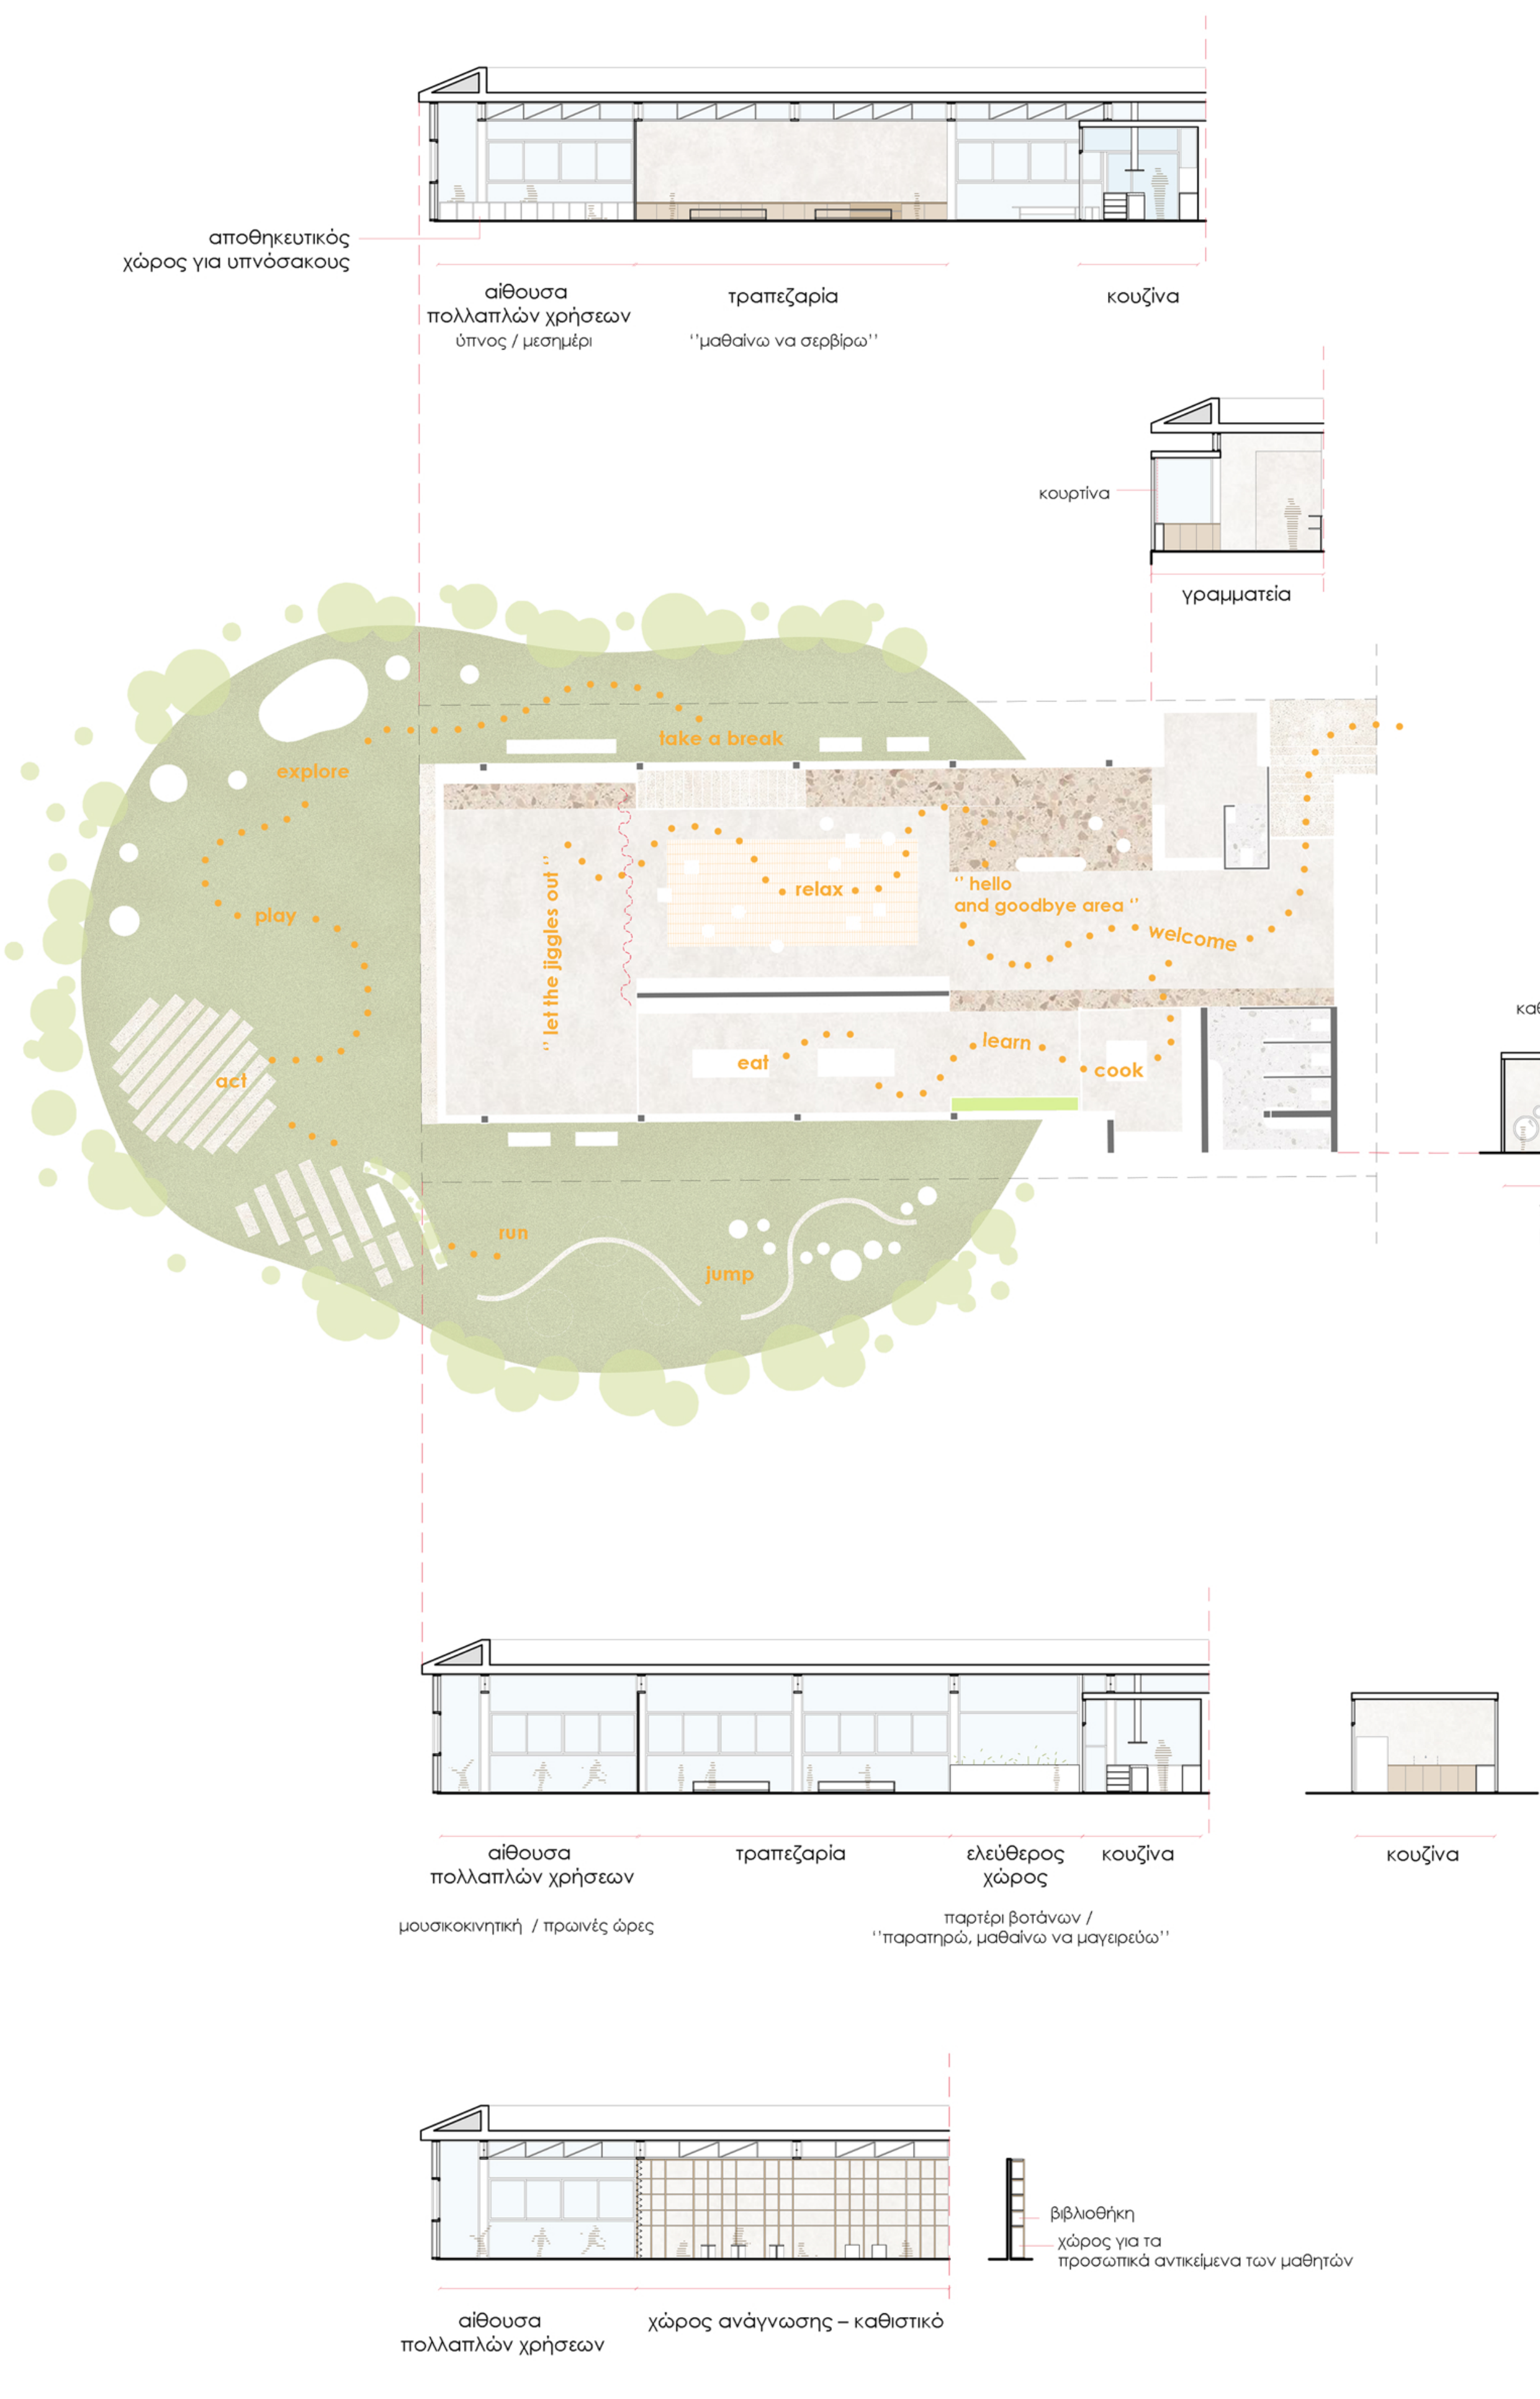 αποθηκευτικός
χώρος για υπνόσακους
αίθουσα
πολλαπλών χρήσεων
ύπνος / μεσημέρι
τραπεζαρία
‘’μαθαίνω να σερβίρω’’
κουζίνα
κουρτίνα
γραμματεία
take a break
explore
play
act
‘’ let the jiggles out ‘’
relax
‘’ hello
and goodbye area ‘’
welcome
eat
learn
cook
run
jump
αίθουσα
πολλαπλών χρήσεων
μουσικοκινητική / πρωινές ώρες
τραπεζαρία
ελεύθερος
χώρος
παρτέρι βοτάνων /
‘’παρατηρώ, μαθαίνω να μαγειρεύω’’
κουζίνα
κουζίνα
βιβλιοθήκη
χώρος για τα
προσωπικά αντικείμενα των μαθητών
αίθουσα
πολλαπλών χρήσεων
χώρος ανάγνωσης – καθιστικό